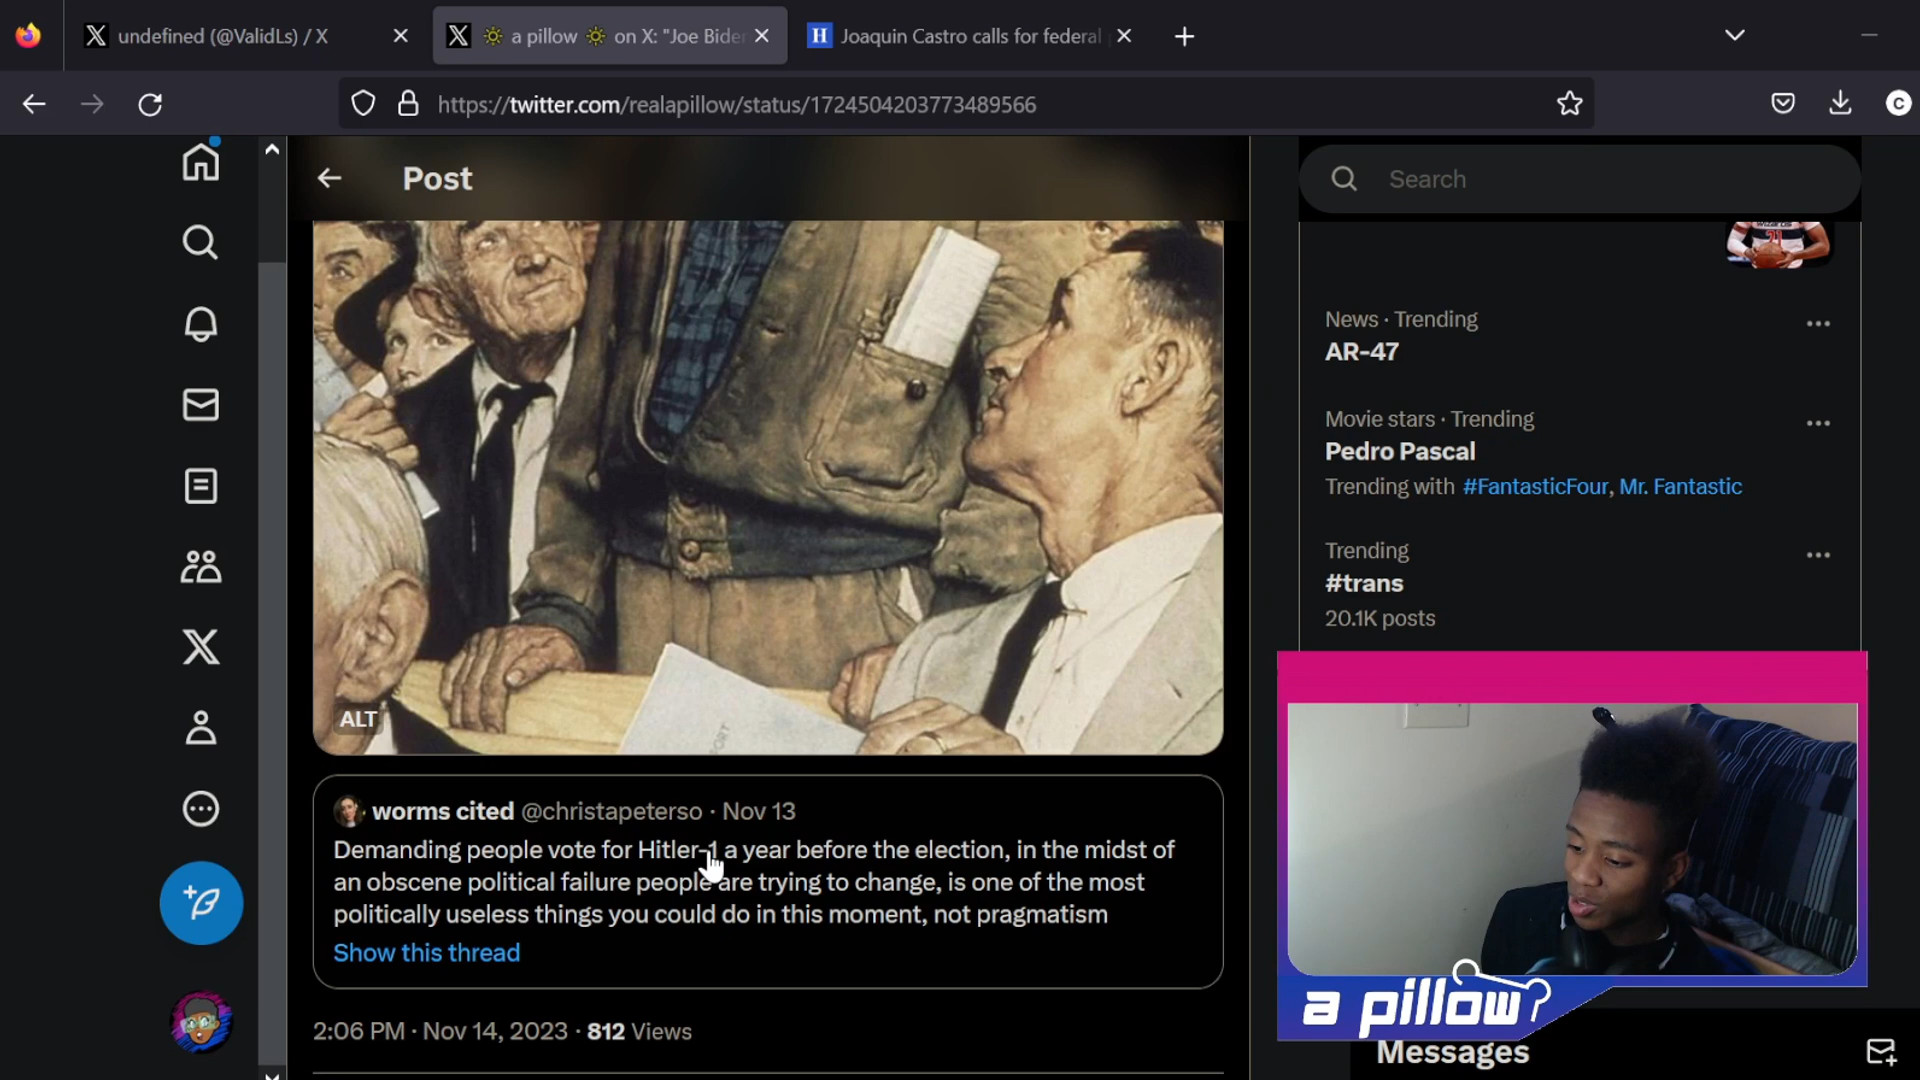 undefined (@ValidLs) / X
a pillow on X: "Joe Biden
Joaquin Castro calls for federal
https://twitter.com/realapillow/status/1724504203773489566
C
Post
ALT
worms cited @christapeterso · Nov 13
Demanding people vote for Hitler-1 a year before the election, in the midst of
an obscene political failure people are trying to change, is one of the most
politically useless things you could do in this moment, not pragmatism
Show this thread
2:06 PM · Nov 14, 2023 · 812 Views
Search
News · Trending
AR-47
Movie stars · Trending
Pedro Pascal
Trending with #FantasticFour, Mr. Fantastic
Trending
#trans
20.1K posts
a pillow?
Messages